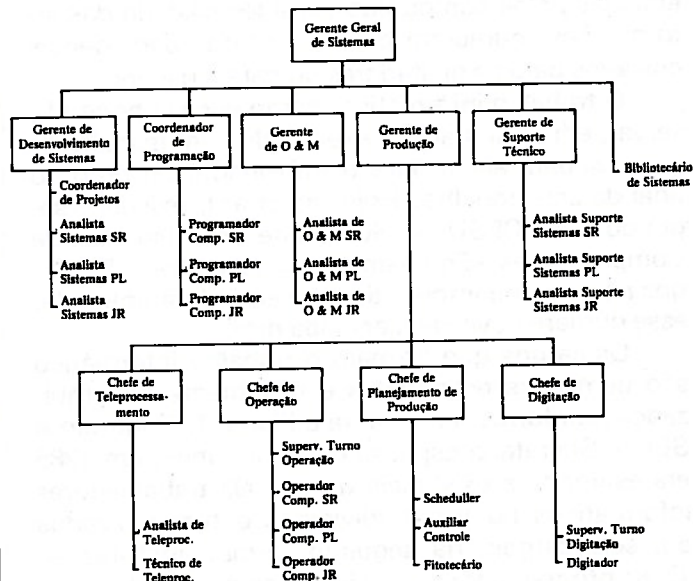 Gerente Geral
de Sistemas
Gerente de
Desenvolvimento
de Sistemas
Coordenador
de
Programação
Gerente
de O & M
Gerente de
Produção
Gerente de
Suporte
Técnico
Bibliotecário
de Sistemas
Coordenador
de Projetos
Analista
Sistemas SR
Analista
Sistemas PL
Analista
Sistemas JR
Programador
Comp. SR
Programador
Comp. PL
Programador
Comp. JR
Analista de
O & M SR
Analista de
O & M PL
Analista de
O & M JR
Analista Suporte
Sistemas SR
Analista Suporte
Sistemas PL
Analista Suporte
Sistemas JR
Chefe de
Teleprocessa-
mento
Chefe de
Operação
Chefe de
Planejamento de
Produção
Chefe de
Digitação
Analista de
Teleproc.
Técnico de
Teleproc.
Superv. Turno
Operação
Operador
Comp. SR
Operador
Comp. PL
Operador
Comp. JR
Scheduller
Auxiliar
Controle
Fitotecário
Superv. Turno
Digitação
Digitador